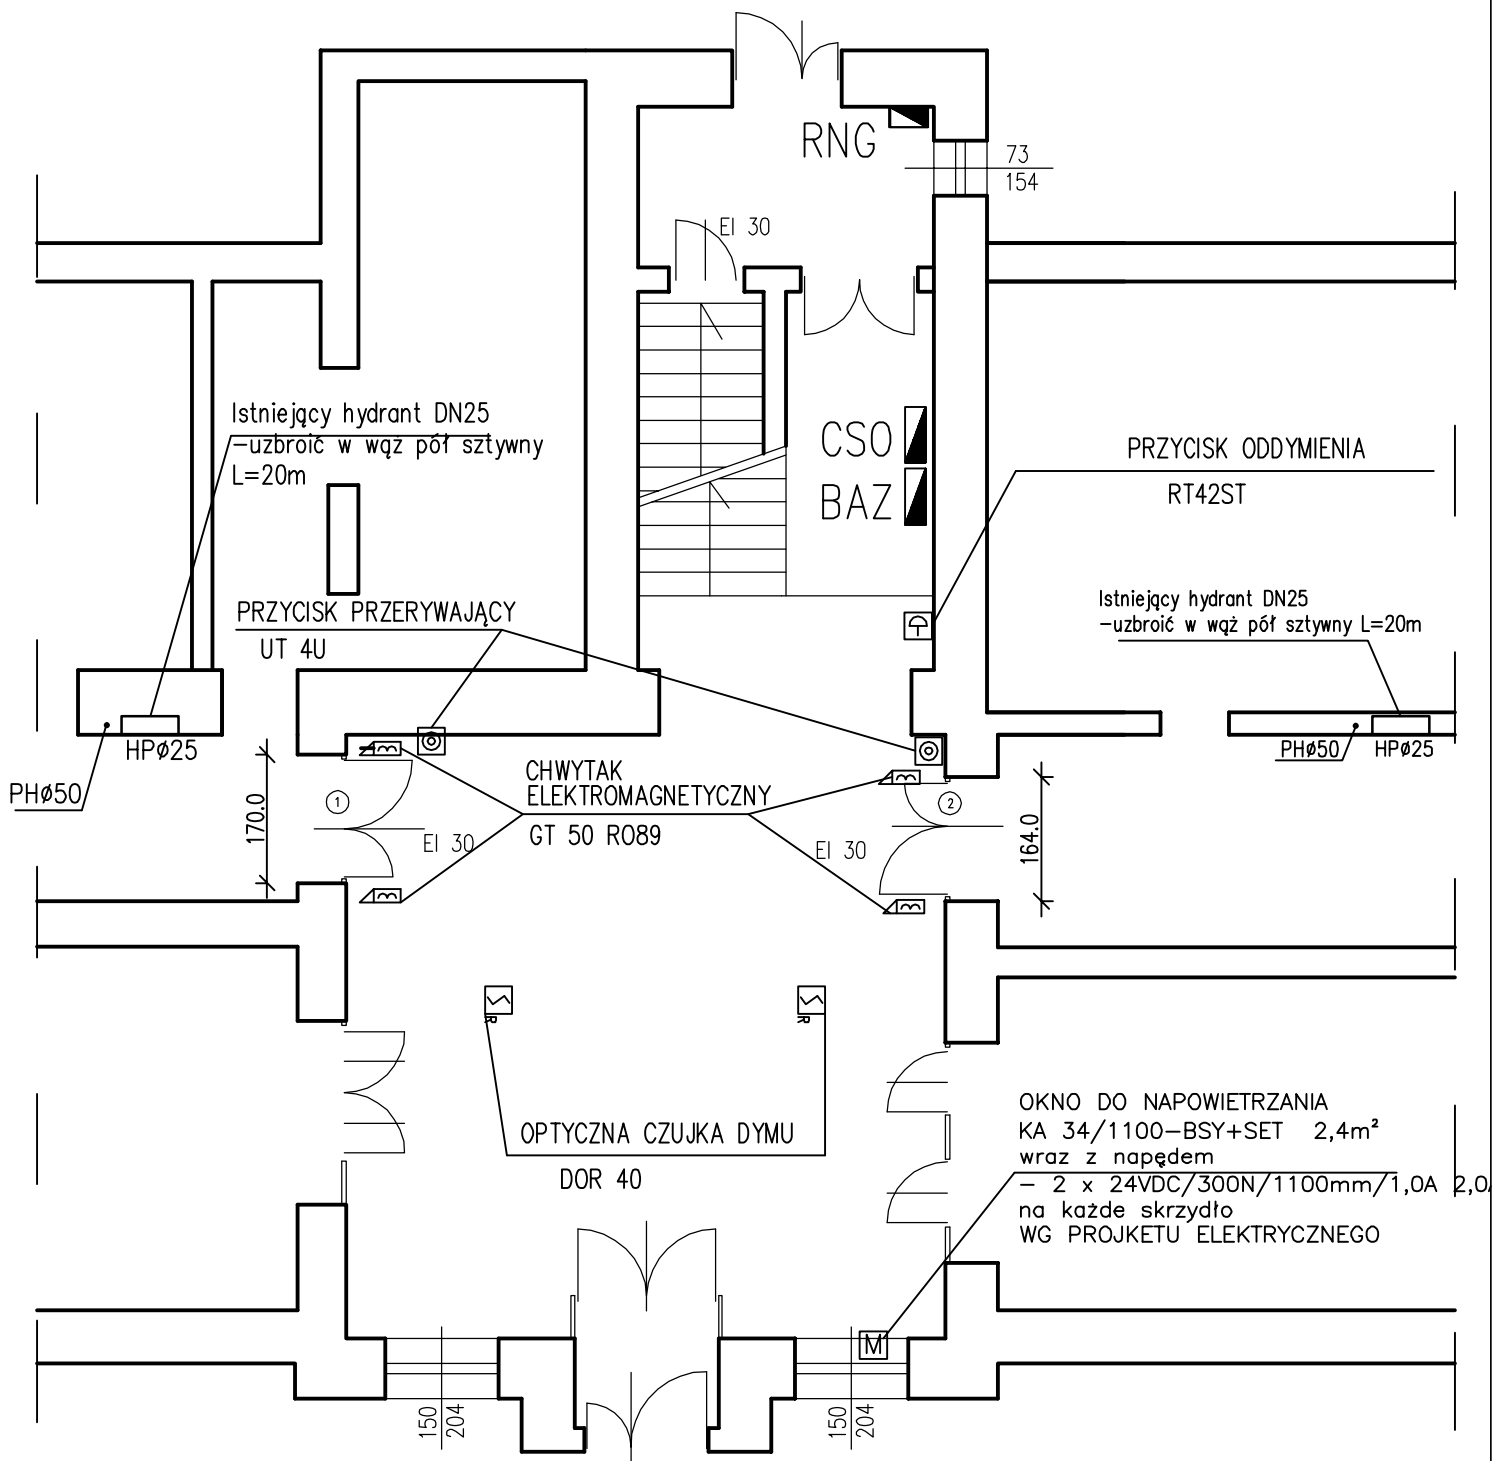 RNG
73
154
EI 30
Istniejący hydrant DN25
-uzbroić w wąż pół sztywny
L=20m
CSO
BAZ
PRZYCISK ODDYMIENIA
RT42ST
PRZYCISK PRZERYWAJĄCY
UT 4U
Istniejący hydrant DN25
-uzbroić w wąż pół sztywny L=20m
HPø25
PHø50
PHø50
HPø25
CHWYTAK
ELEKTROMAGNETYCZNY
GT 50 R089
170.0
1
EI 30
EI 30
2
164.0
OPTYCZNA CZUJKA DYMU
DOR 40
R
R
OKNO DO NAPOWIETRZANIA
KA 34/1100-BSY+SET 2,4m²
wraz z napędem
- 2 x 24VDC/300N/1100mm/1,0A 2,0
na każde skrzydło
WG PROJKETU ELEKTRYCZNEGO
M
150
204
150
204